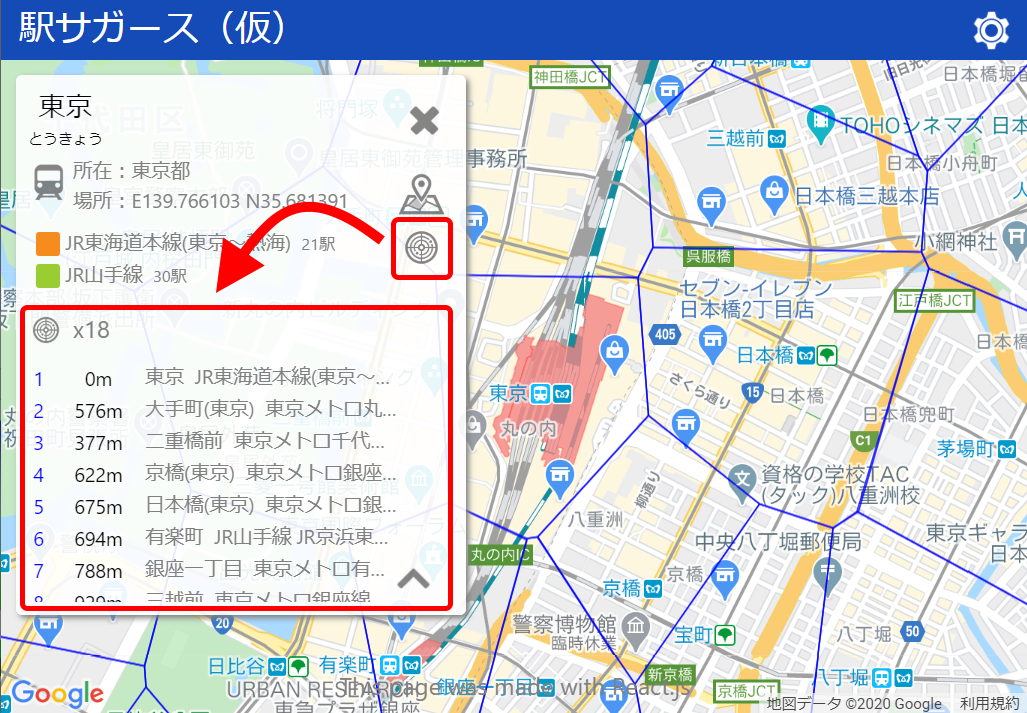 駅サガース（仮）
東京
とうきょう
所在：東京都
場所：E139.766103 N35.681391
JR東海道本線(東京～熱海) 21駅
JR山手線 30駅
x18
1 0m 東京 JR東海道本線(東京～...
2 576m 大手町(東京) 東京メトロ丸...
3 377m 二重橋前 東京メトロ千代...
4 622m 京橋(東京) 東京メトロ銀座...
5 675m 日本橋(東京) 東京メトロ銀...
6 694m 有楽町 JR山手線 JR京浜東...
7 788m 銀座一丁目 東京メトロ有...
三越前 東京メトロ銀座線
神田橋JCT
新日本橋
三越前
TOHOシネマズ 日本
日本橋小舟町
日本橋三越本店
小網神社
呉服橋
セブン-イレブン
日本橋2丁目店
江戸橋JCT
405
日本橋
さくら通り
15
日本橋
日本橋兜町
C1
茅場町
東京
丸の内
資格の学校TAC
(タック)八重洲校
柳通り
八重洲
中央八丁堀郵便局
東京ギャラ
丸の内IC
京橋
京橋
警察博物館
臨時休業
宝町
八丁堀
50
20
日比谷
有楽町
新京橋
八丁堀
銀座一丁目
京橋JCT
URBAN RESEARCH
東急プラザ銀座
This page was made with React.js
Google
地図データ ©2020 Google
利用規約